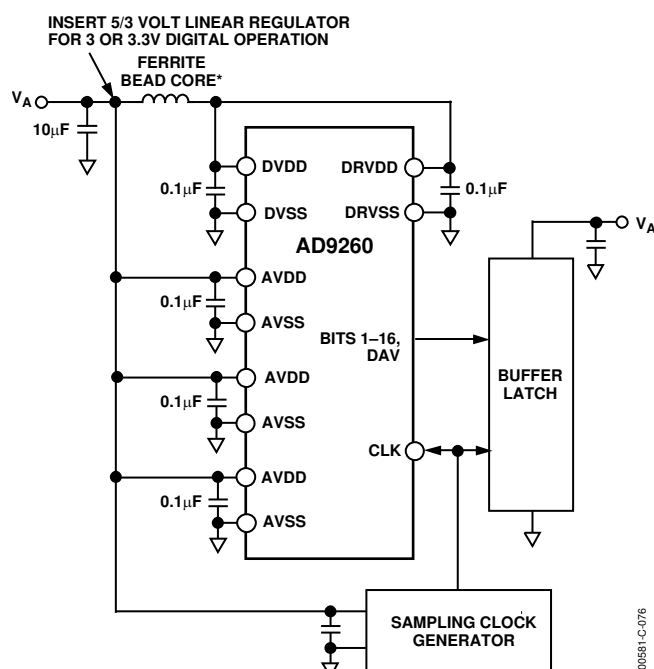 INSERT 5/3 VOLT LINEAR REGULATOR
FOR 3 OR 3.3V DIGITAL OPERATION
FERRITE
BEAD CORE*
VA
10μF
DVDD
DRVDD
0.1μF
0.1μF
DVSS
DRVSS
AD9260
VA
AVDD
0.1μF
AVSS
BITS 1–16,
DAV
BUFFER
LATCH
AVDD
0.1μF
AVSS
CLK
AVDD
0.1μF
AVSS
SAMPLING CLOCK
GENERATOR
00581-C-076